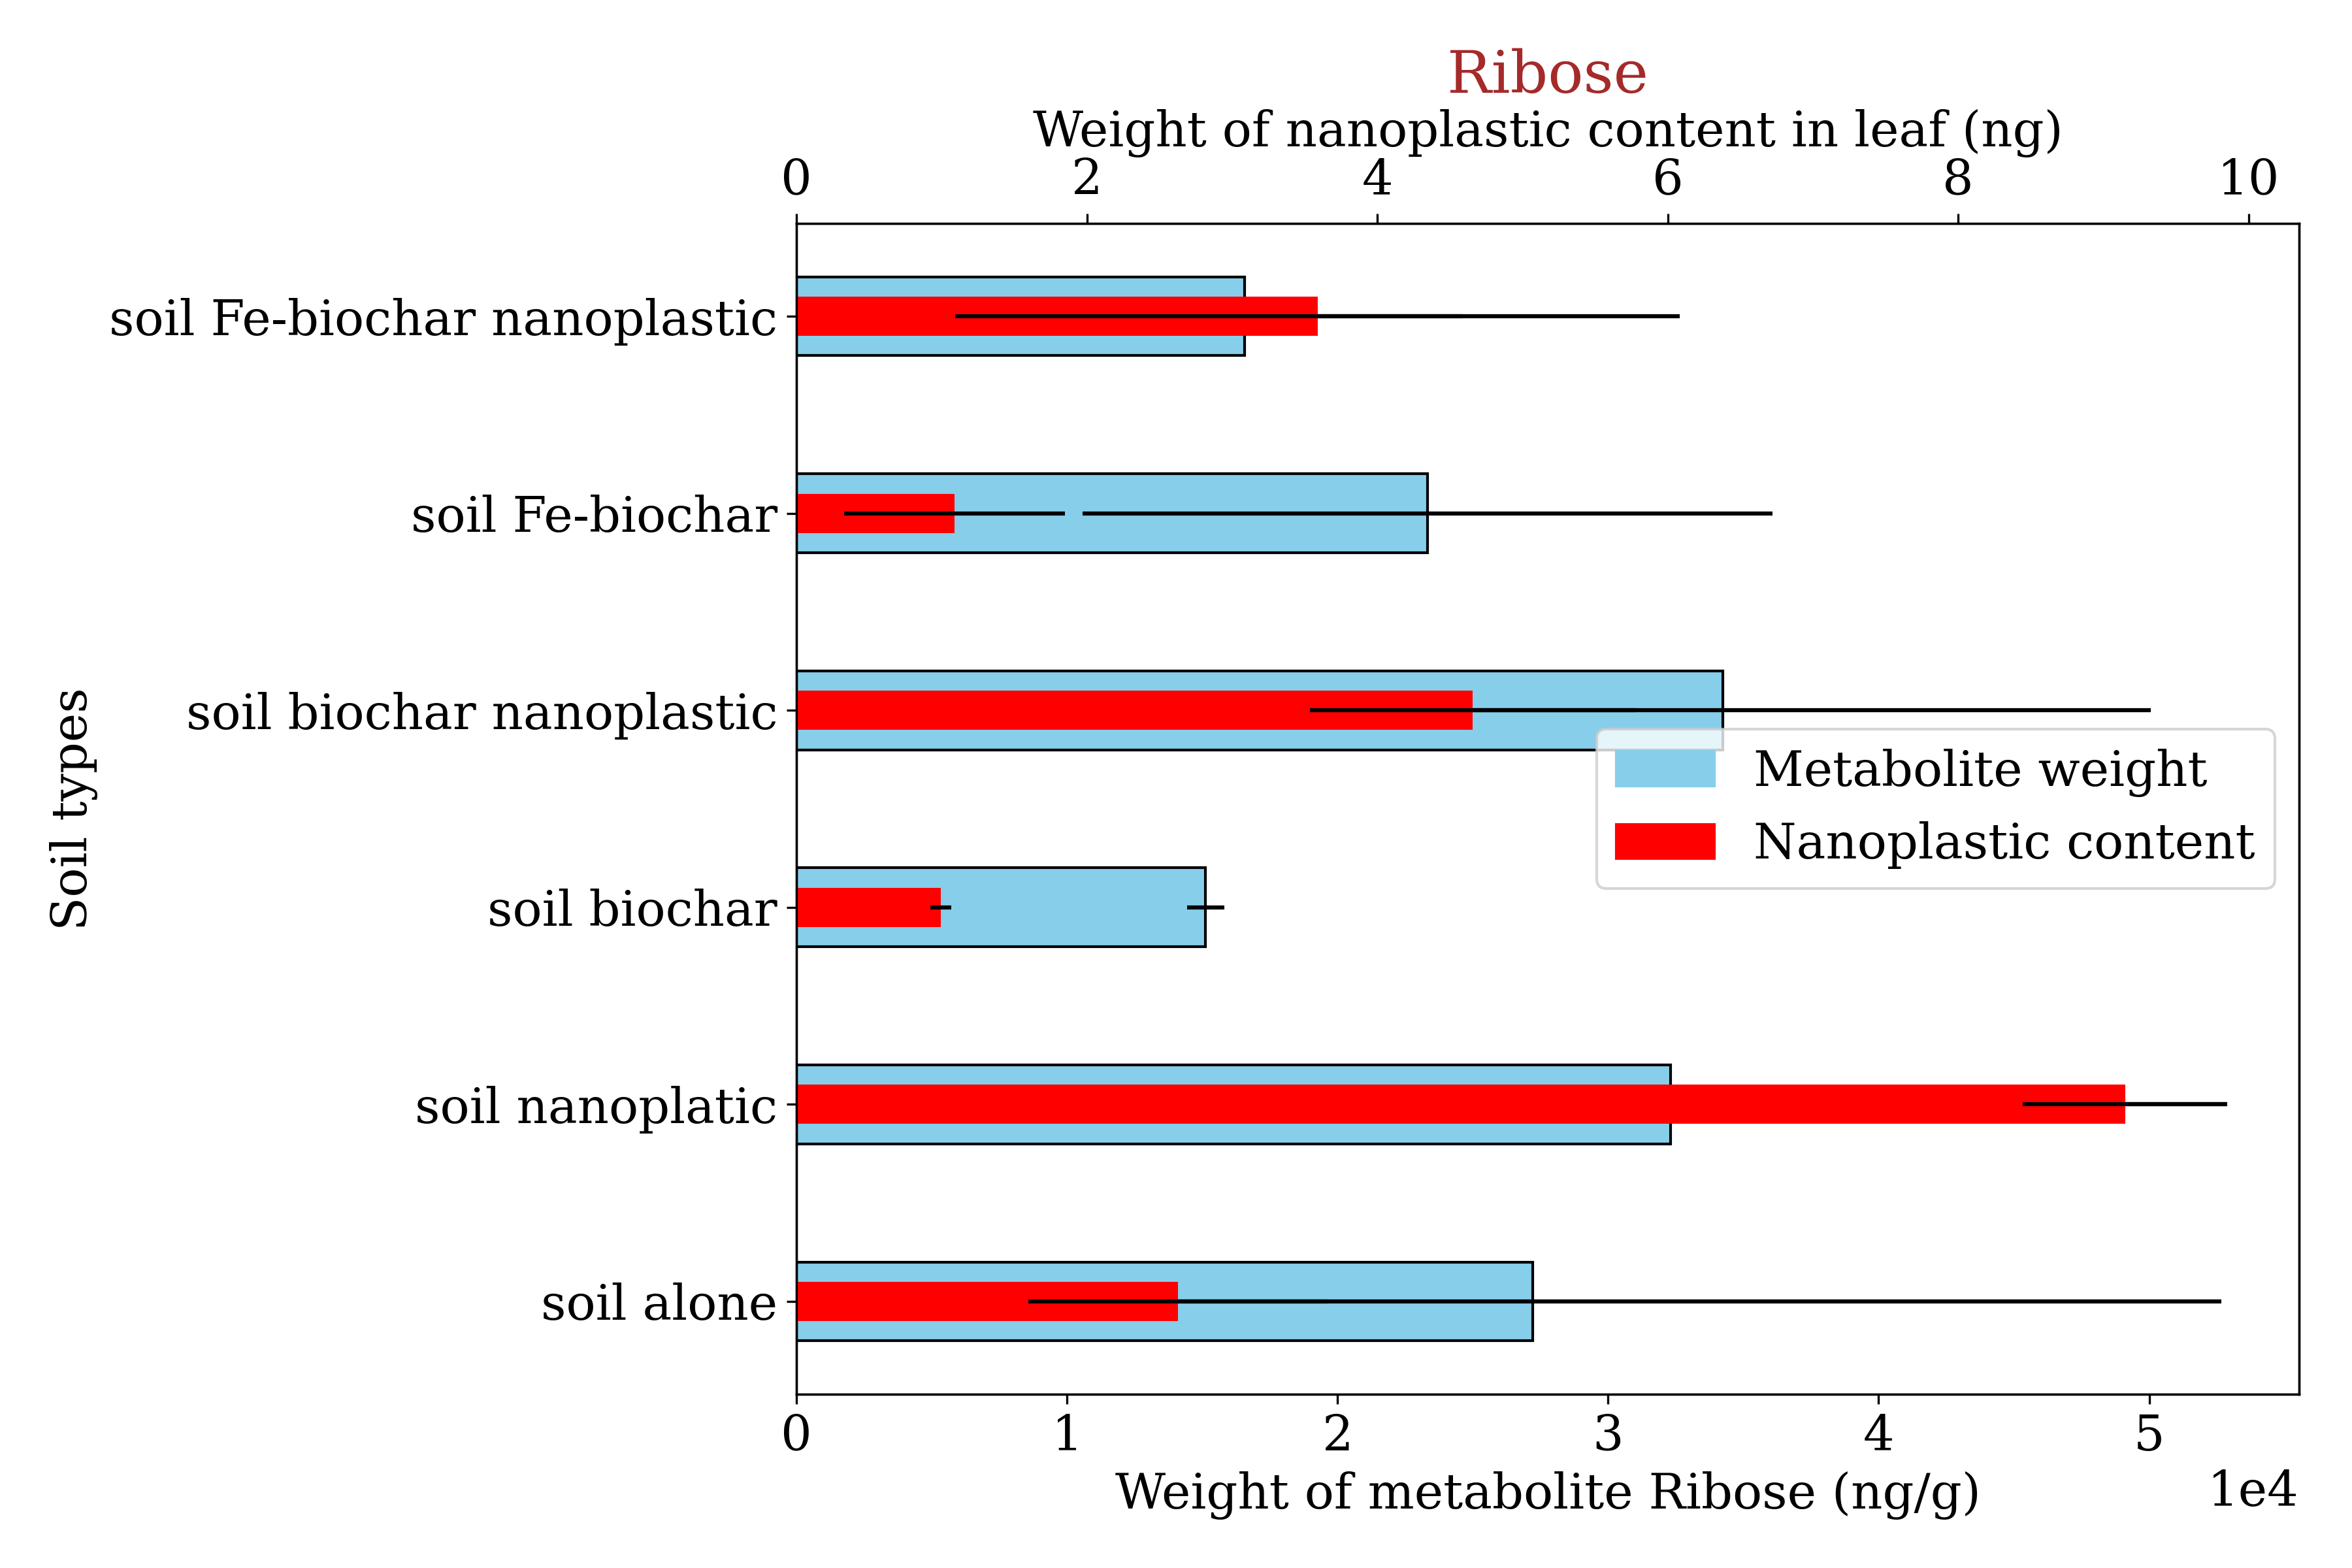 Ribose
Weight of nanoplastic content in leaf (ng)
0 2 4 6 8 10
soil Fe-biochar nanoplastic
soil Fe-biochar
soil biochar nanoplastic
soil biochar
soil nanoplatic
soil alone
Soil types
Metabolite weight
Nanoplastic content
0 1 2 3 4 5
Weight of metabolite Ribose (ng/g)
1e4